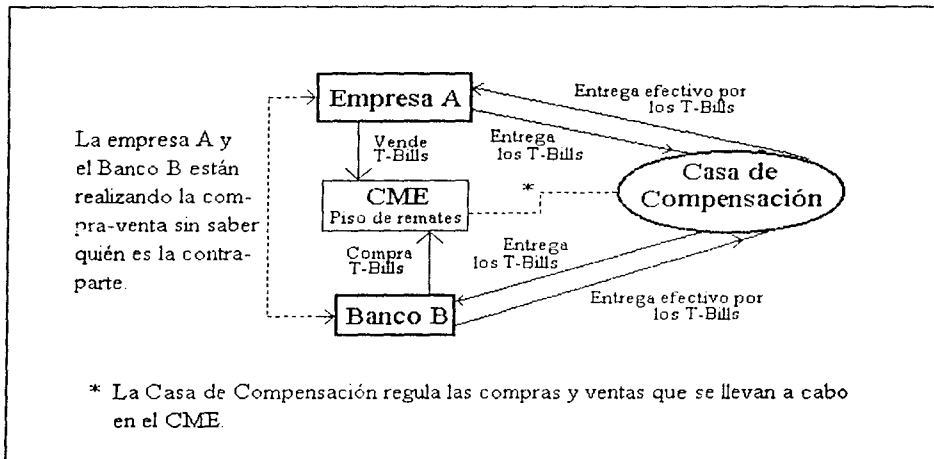 Empresa A
Entrega efectivo por
los T-Bills
Vende
T-Bills
Entrega
los T-Bills
La empresa A y
el Banco B están
realizando la com-
pra-venta sin saber
quién es la contra-
parte.
CME
Piso de remates
*
Casa de
Compensación
Compra
T-Bills
Entrega
los T-Bills
Banco B
Entrega efectivo por
los T-Bills
* La Casa de Compensación regula las compras y ventas que se llevan a cabo
en el CME.